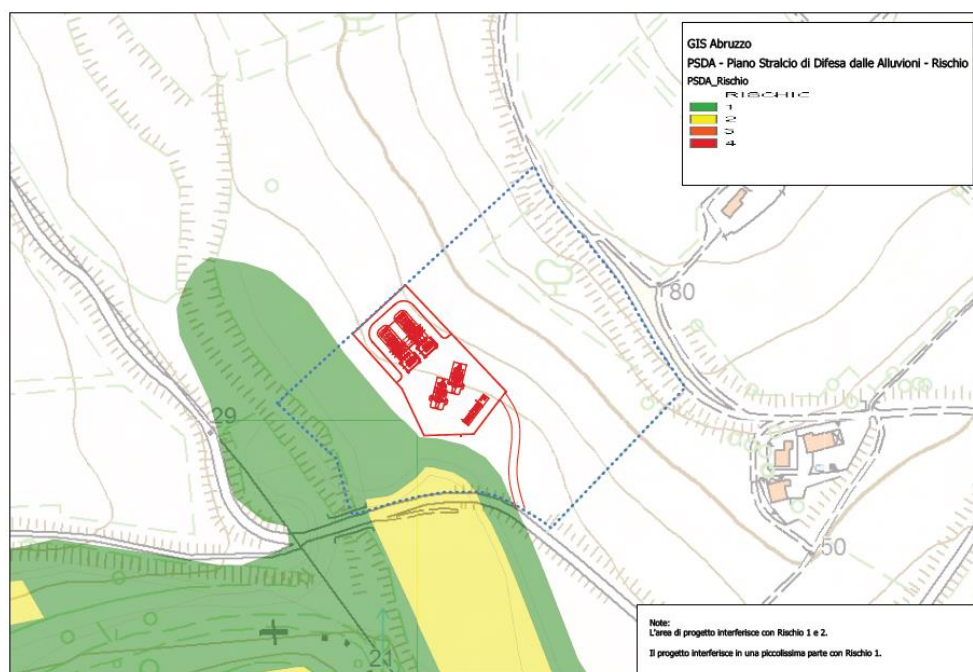 GIS Abruzzo
PSDA - Piano Stralcio di Difesa dalle Alluvioni - Rischio
PSDA_Rischio
RISCHIC
1
2
3
4
80
29
50
21
Note:
L'area di progetto interferisce con Rischio 1 e 2.
Il progetto interferisce in una piccolissima parte con Rischio 1.